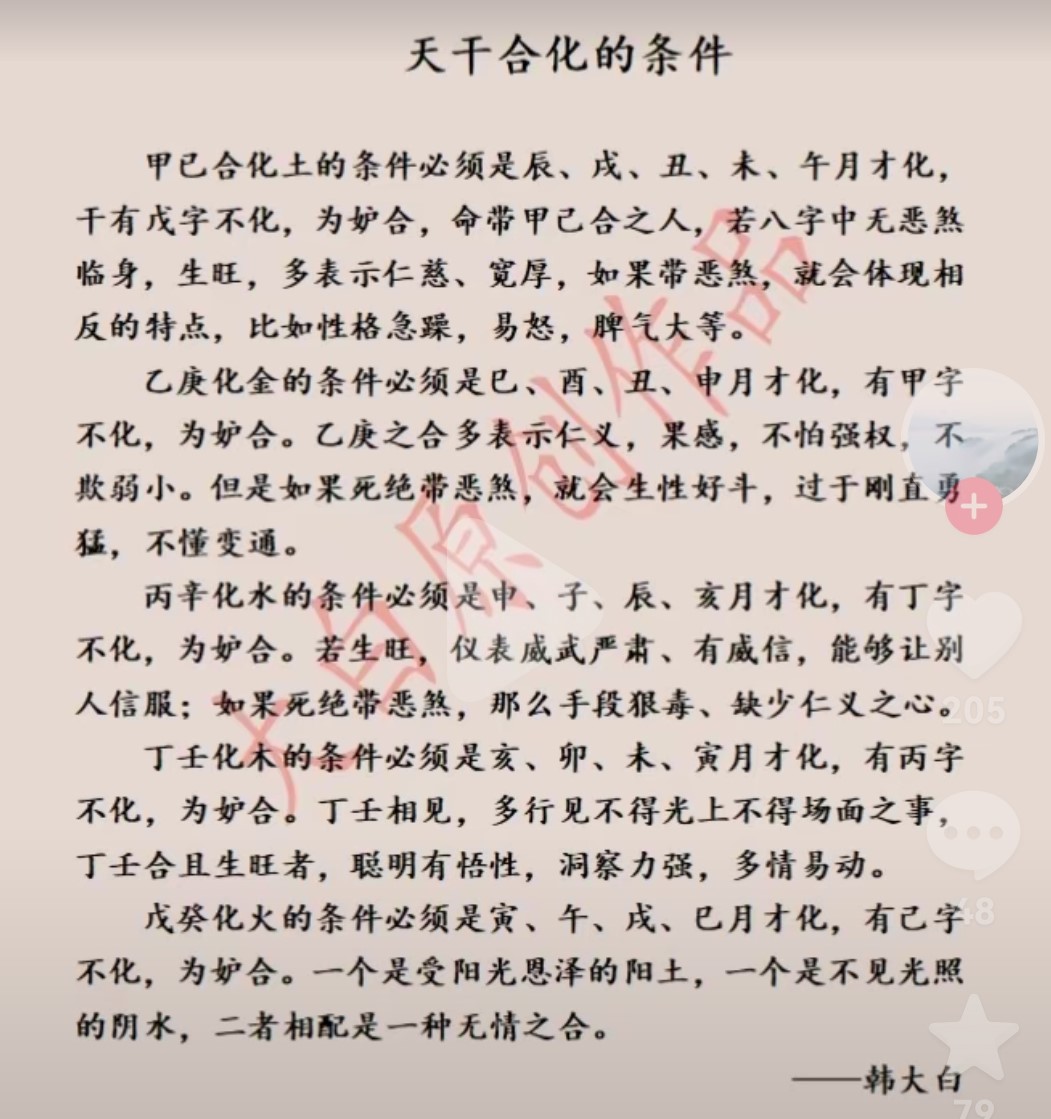 天干合化的条件
甲已合化土的条件必须是辰、戌、丑、未、午月才化，
干有戊字不化，为妒合，命带甲己合之人，若八字中无恶煞
临身，生旺，多表示仁慈、宽厚，如果带恶煞，就会体现相
反的特点，比如性格急躁，易怒，脾气大等。
乙庚化金的条件必须是巳、酉、丑、申月才化，有甲字
不化，为妒合。乙庚之合多表示仁义，果感，不怕强权，不
欺弱小。但是如果死绝带恶煞，就会生性好斗，过于刚直勇
猛，不懂变通。
丙辛化水的条件必须是申、子、辰、亥月才化，有丁字
不化，为妒合。若生旺，仪表威武严肃、有威信，能够让别
人信服；如果死绝带恶煞，那么手段狠毒、缺少仁义之心。
丁壬化木的条件必须是亥、卯、未、寅月才化，有丙字
不化，为妒合。丁壬相见，多行见不得光上不得场面之事，
丁壬合且生旺者，聪明有悟性，洞察力强，多情易动。
戊癸化火的条件必须是寅、午、戌、巳月才化，有己字
不化，为妒合。一个是受阳光恩泽的阳土，一个是不见光照
的阴水，二者相配是一种无情之合。
——韩大白
大白原创作品
205
48
79